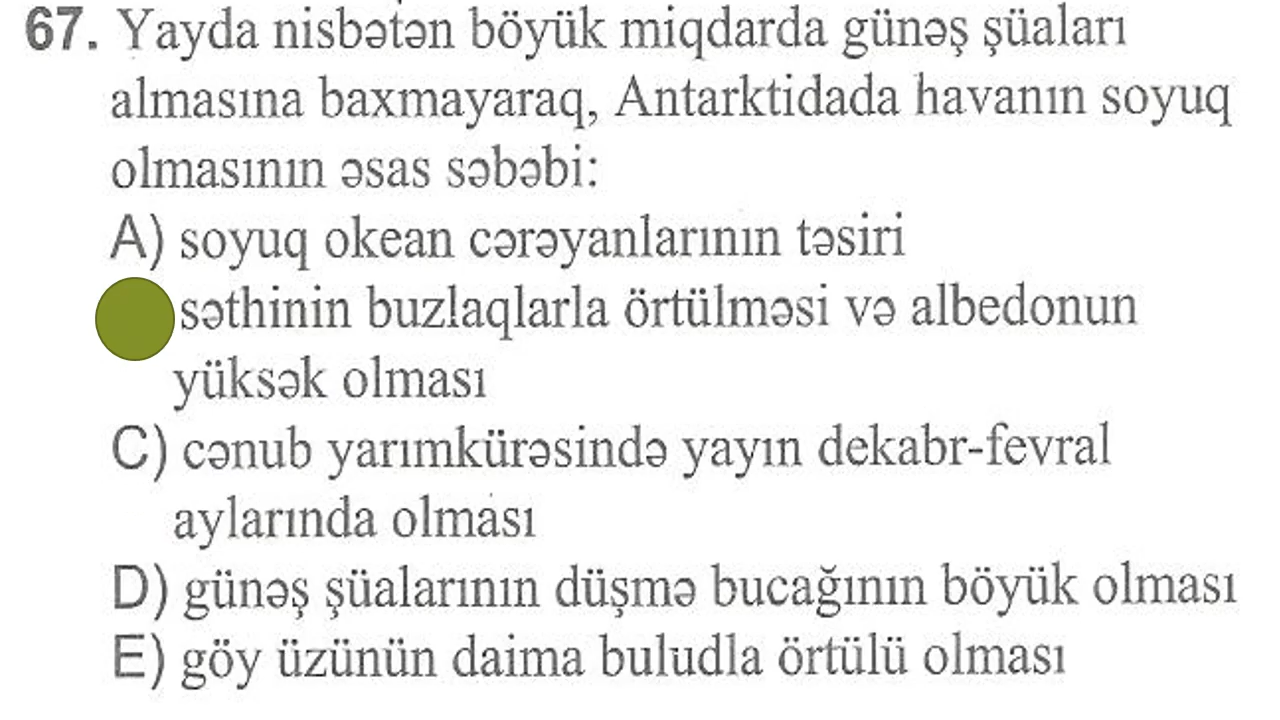 67. Yayda nisbətən böyük miqdarda günəş şüaları
almasına baxmayaraq, Antarktidada havanın soyuq
olmasının əsas səbəbi:
A) soyuq okean cərəyanlarının təsiri
səthinin buzlaqlarla örtülməsi və albedonun
yüksək olması
C) cənub yarımkürəsində yayın dekabr-fevral
aylarında olması
D) günəş şüalarının düşmə bucağının böyük olması
E) göy üzünün daima buludla örtülü olması